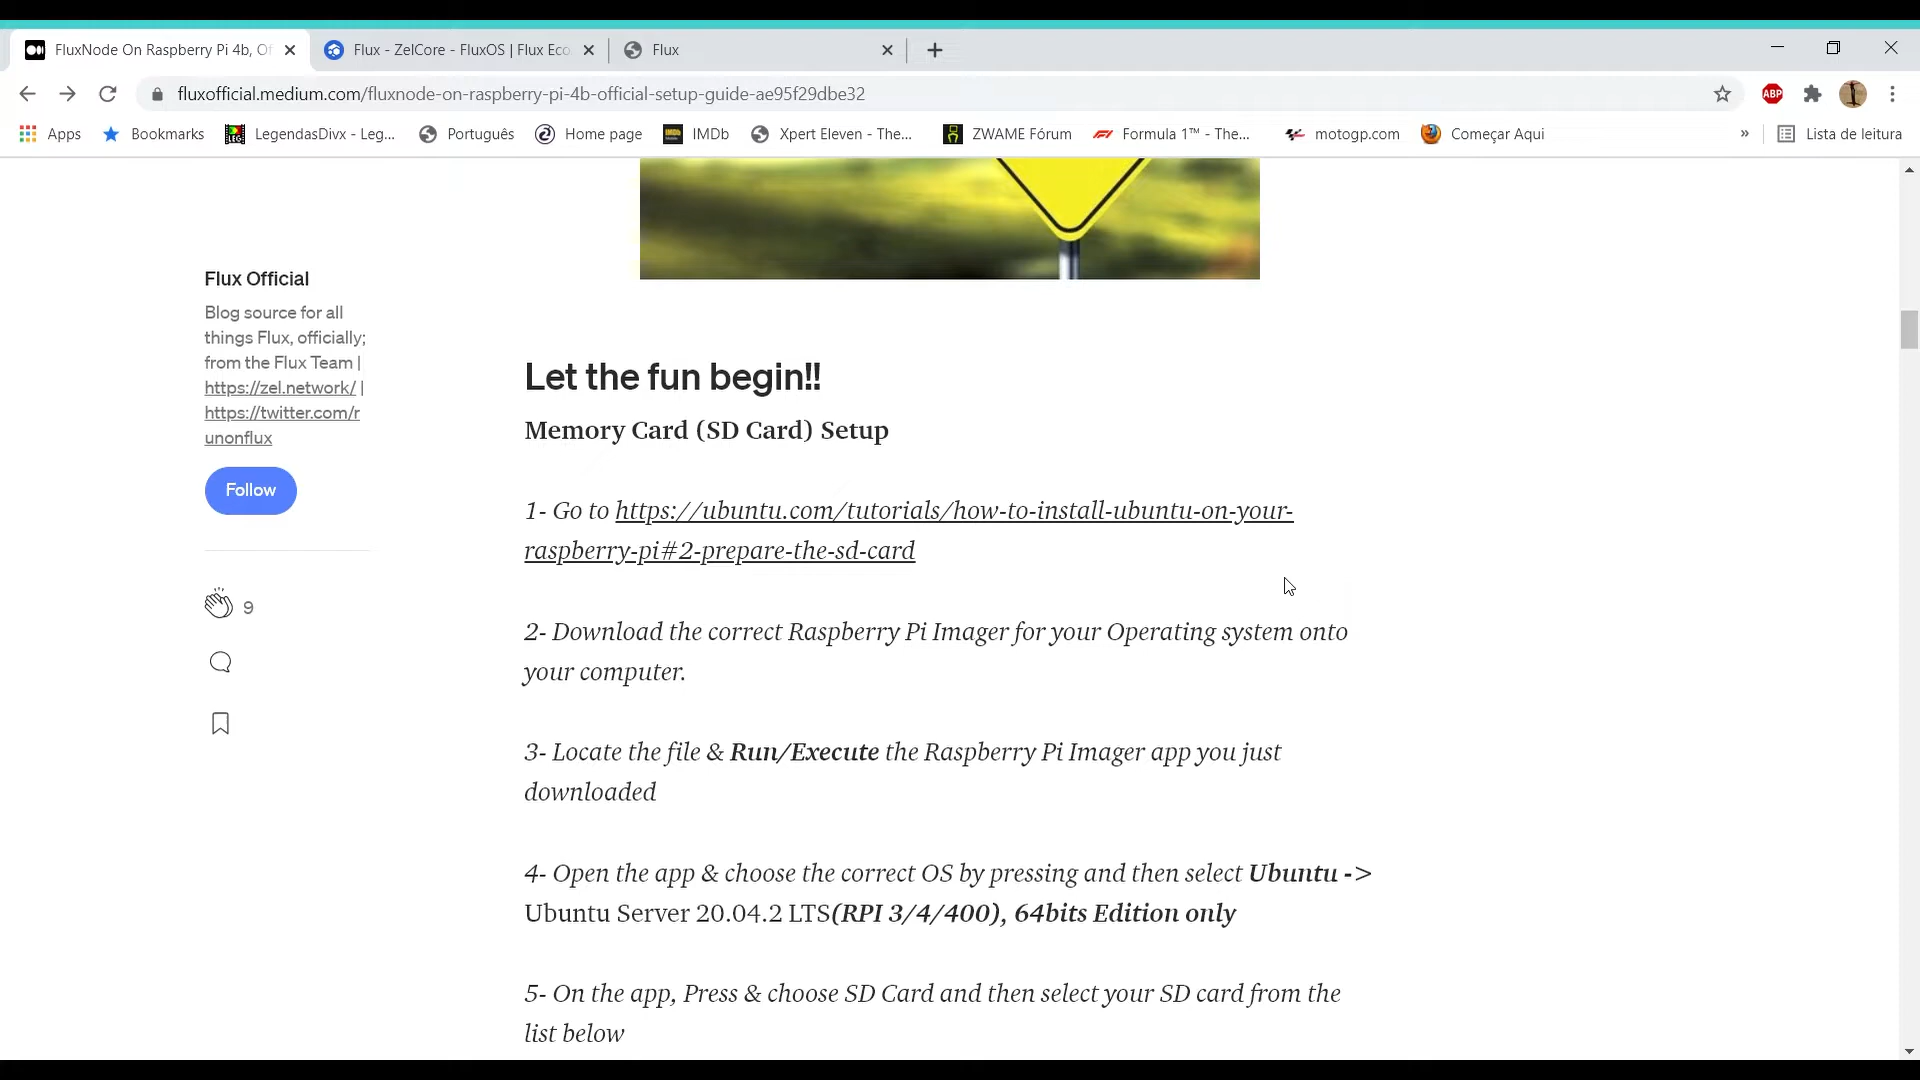 FluxNode On Raspberry Pi 4b, Of
Flux - ZelCore - FluxOS | Flux Eco
Flux
fluxofficial.medium.com/fluxnode-on-raspberry-pi-4b-official-setup-guide-ae95f29dbe32
ABP
Apps
Bookmarks
LegendasDivx - Leg...
Português
Home page
IMDb
Xpert Eleven - The...
ZWAME Fórum
Formula 1™ - The...
motogp.com
Começar Aqui
»
Lista de leitura
Flux Official
Blog source for all
things Flux, officially;
from the Flux Team |
https://zel.network/ |
https://twitter.com/r
unonflux
Follow
9
Let the fun begin!!
Memory Card (SD Card) Setup
1- Go to https://ubuntu.com/tutorials/how-to-install-ubuntu-on-your-
raspberry-pi#2-prepare-the-sd-card
2- Download the correct Raspberry Pi Imager for your Operating system onto
your computer.
3- Locate the file & Run/Execute the Raspberry Pi Imager app you just
downloaded
4- Open the app & choose the correct OS by pressing and then select Ubuntu ->
Ubuntu Server 20.04.2 LTS(RPI 3/4/400), 64bits Edition only
5- On the app, Press & choose SD Card and then select your SD card from the
list below